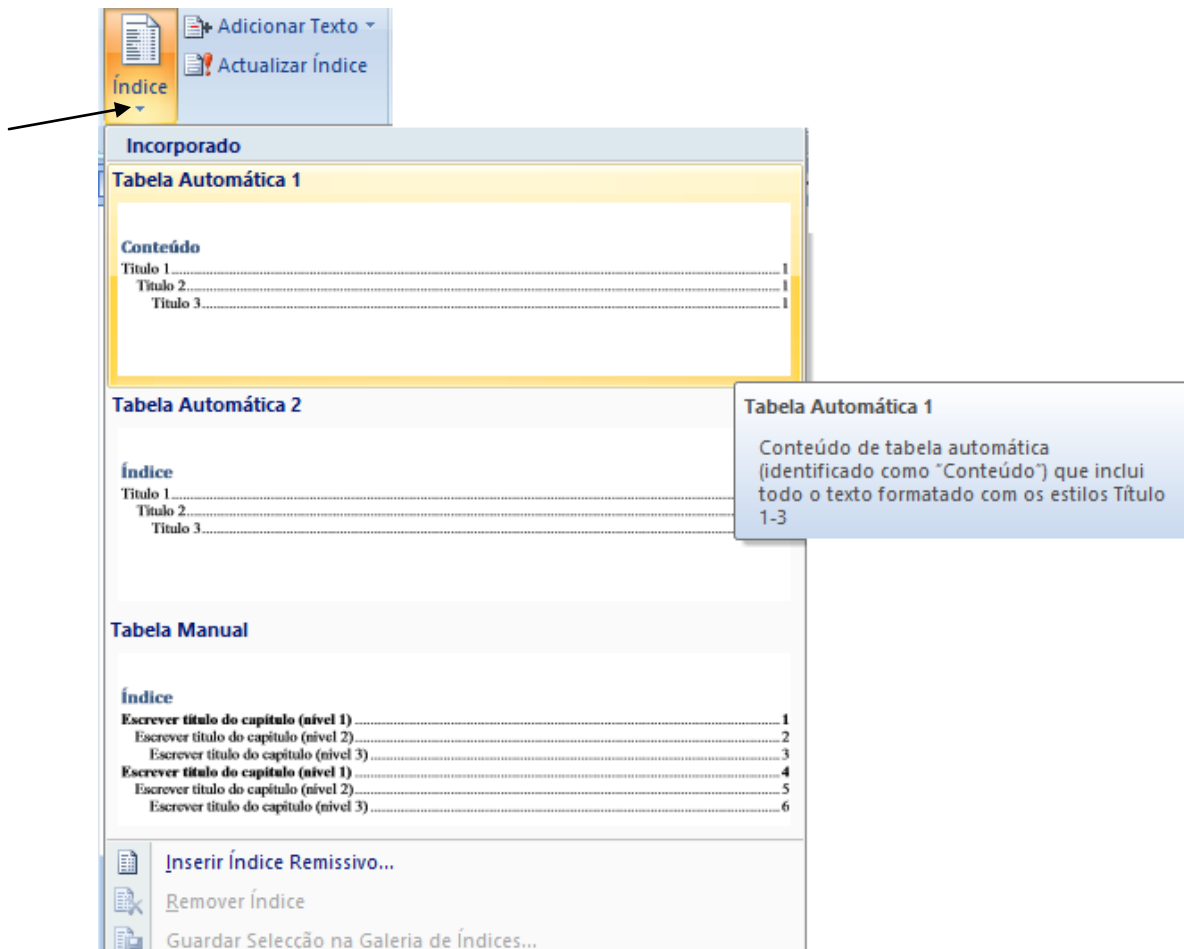 Adicionar Texto
Actualizar Índice
Índice
Incorporado
Tabela Automática 1
Conteúdo
Título 1 1
Título 2 1
Título 3 1
Tabela Automática 2
Índice
Título 1
Título 2
Título 3
Tabela Automática 1
Conteúdo de tabela automática
(identificado como "Conteúdo") que inclui
todo o texto formatado com os estilos Título
1-3
Tabela Manual
Índice
Escrever título do capítulo (nível 1) 1
Escrever título do capítulo (nível 2) 2
Escrever título do capítulo (nível 3) 3
Escrever título do capítulo (nível 1) 4
Escrever título do capítulo (nível 2) 5
Escrever título do capítulo (nível 3) 6
Inserir Índice Remissivo...
Remover Índice
Guardar Selecção na Galeria de Índices...